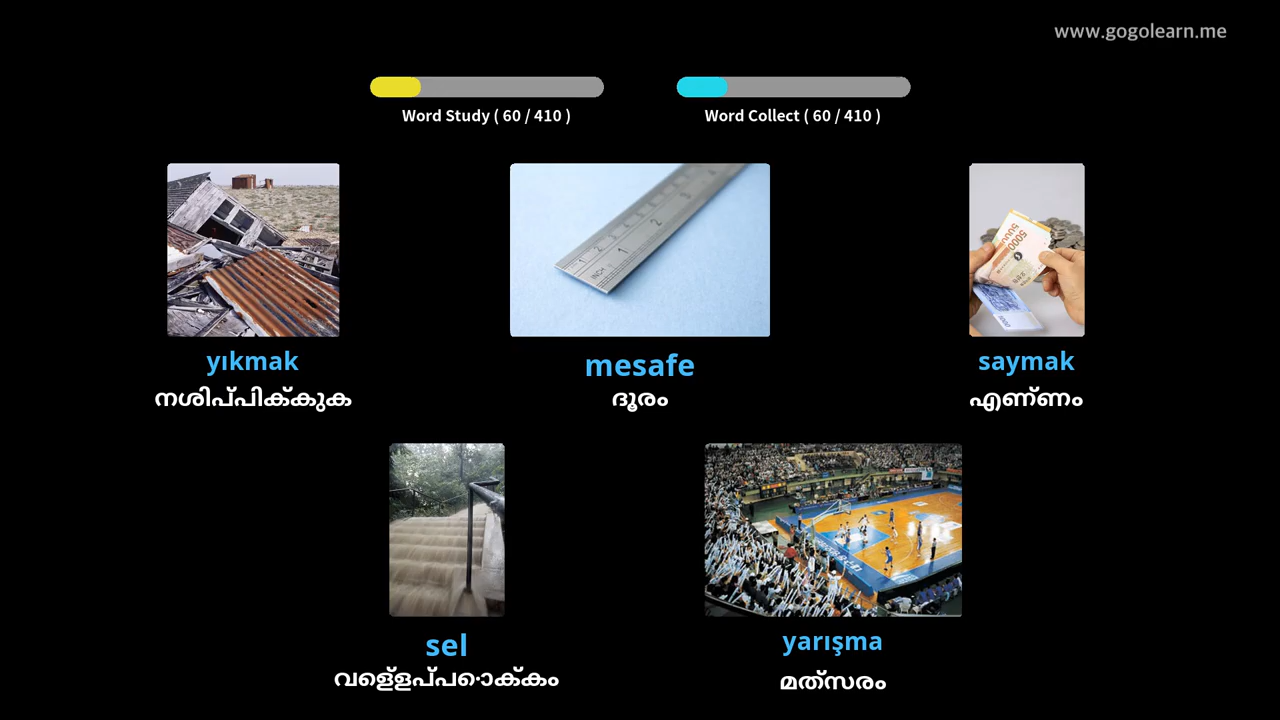 www.gogolearn.me
Word Study ( 60 / 410 )
Word Collect ( 60 / 410 )
yıkmak
നശിപ്പിക്കുക
mesafe
ദൂരം
saymak
എണ്ണം
sel
വെള്ളപ്പൊക്കം
yarışma
മത്സരം